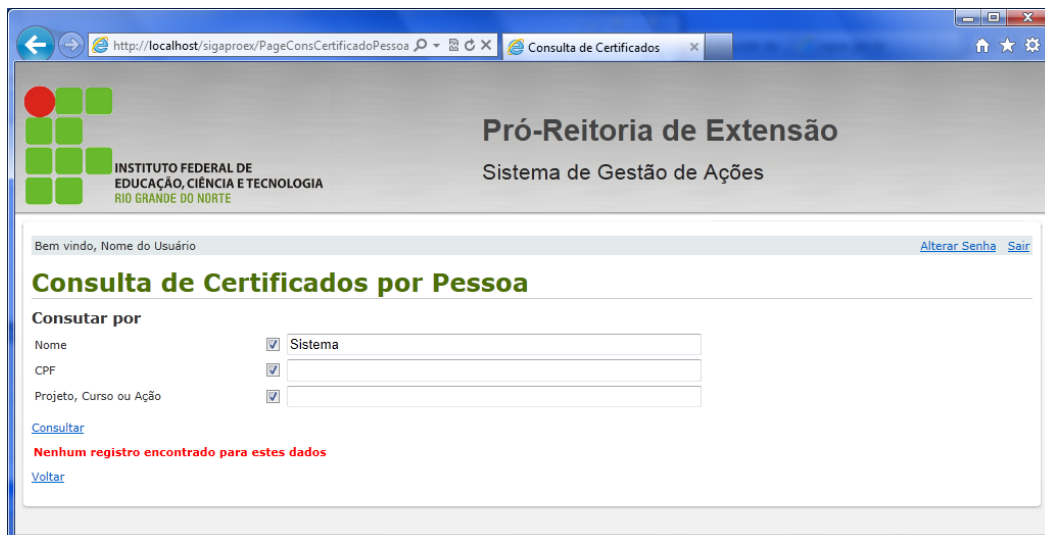 http://localhost/sigaproex/PageConsCertificadoPessoa
Consulta de Certificados
INSTITUTO FEDERAL DE
EDUCAÇÃO, CIÊNCIA E TECNOLOGIA
RIO GRANDE DO NORTE
Pró-Reitoria de Extensão
Sistema de Gestão de Ações
Bem vindo, Nome do Usuário
Alterar Senha Sair
Consulta de Certificados por Pessoa
Consutar por
Nome Sistema
CPF
Projeto, Curso ou Ação
Consultar
Nenhum registro encontrado para estes dados
Voltar